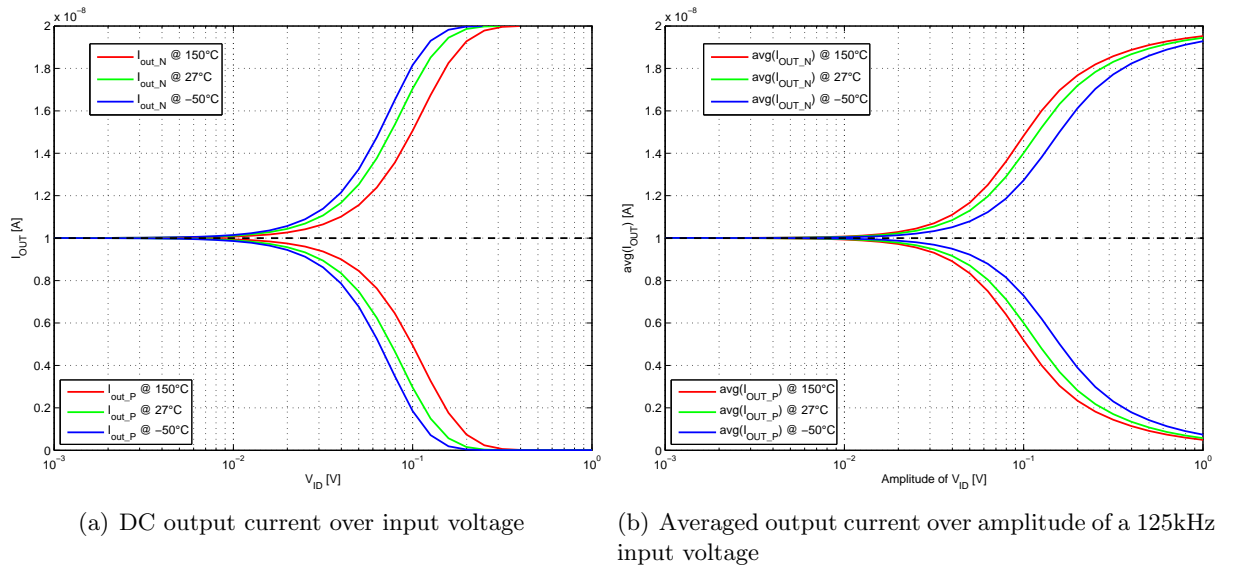 x 10⁻⁸
2
1.8
1.6
1.4
1.2
1
0.8
0.6
0.4
0.2
0
I_OUT [A]
I_out_N @ 150°C
I_out_N @ 27°C
I_out_N @ −50°C
I_out_P @ 150°C
I_out_P @ 27°C
I_out_P @ −50°C
10⁻³ 10⁻² 10⁻¹ 10⁰
V_ID [V]
(a) DC output current over input voltage
x 10⁻⁸
2
1.8
1.6
1.4
1.2
1
0.8
0.6
0.4
0.2
0
avg(I_OUT) [A]
avg(I_OUT_N) @ 150°C
avg(I_OUT_N) @ 27°C
avg(I_OUT_N) @ −50°C
avg(I_OUT_P) @ 150°C
avg(I_OUT_P) @ 27°C
avg(I_OUT_P) @ −50°C
10⁻³ 10⁻² 10⁻¹ 10⁰
Amplitude of V_ID [V]
(b) Averaged output current over amplitude of a 125kHz
input voltage